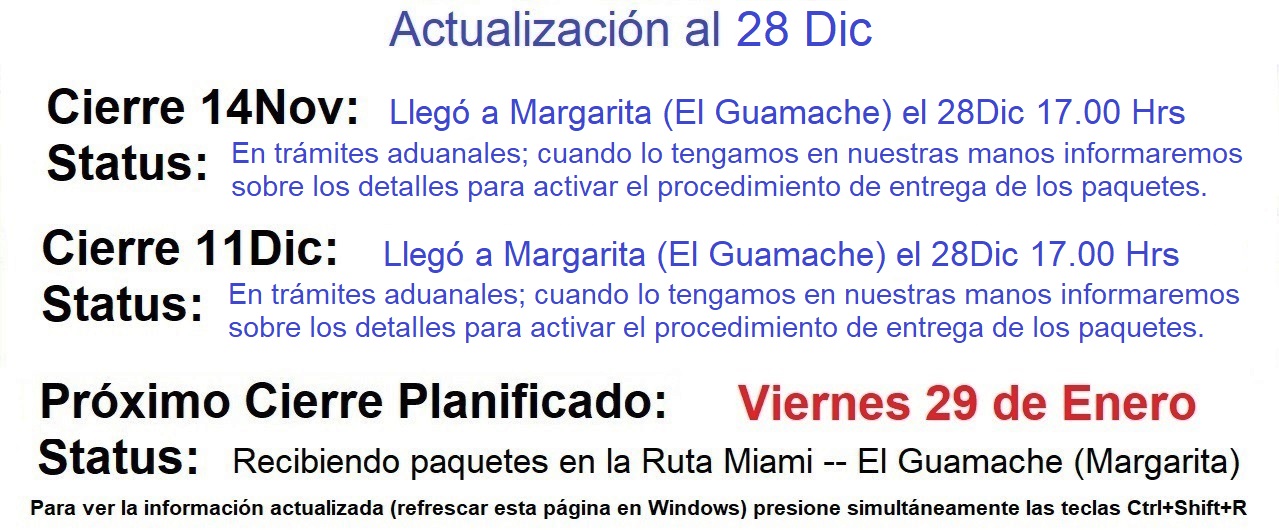 Actualización al 28 Dic
Cierre 14Nov: Llegó a Margarita (El Guamache) el 28Dic 17.00 Hrs
Status: En trámites aduanales; cuando lo tengamos en nuestras manos informaremos
sobre los detalles para activar el procedimiento de entrega de los paquetes.
Cierre 11Dic: Llegó a Margarita (El Guamache) el 28Dic 17.00 Hrs
Status: En trámites aduanales; cuando lo tengamos en nuestras manos informaremos
sobre los detalles para activar el procedimiento de entrega de los paquetes.
Próximo Cierre Planificado: Viernes 29 de Enero
Status: Recibiendo paquetes en la Ruta Miami -- El Guamache (Margarita)
Para ver la información actualizada (refrescar esta página en Windows) presione simultáneamente las teclas Ctrl+Shift+R